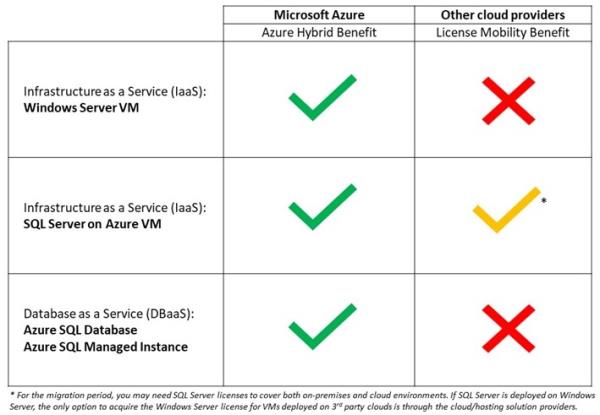 Microsoft Azure
Other cloud providers
Azure Hybrid Benefit
License Mobility Benefit
Infrastructure as a Service (IaaS):
Windows Server VM
Infrastructure as a Service (IaaS):
SQL Server on Azure VM
*
Database as a Service (DBaaS):
Azure SQL Database
Azure SQL Managed Instance
* For the migration period, you may need SQL Server licenses to cover both on-premises and cloud environments. If SQL Server is deployed on Windows
Server, the only option to acquire the Windows Server license for VMs deployed on 3rd party clouds is through the cloud/hosting solution providers.